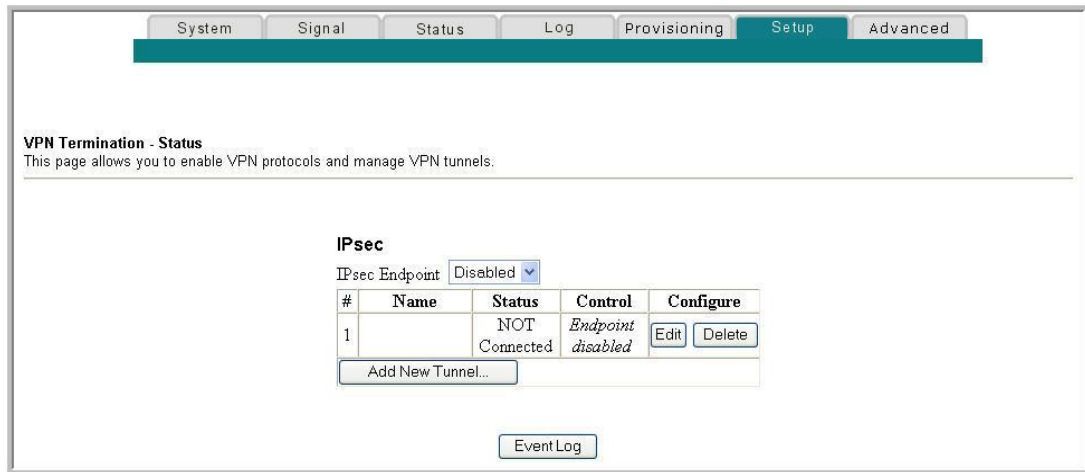 System Signal Status Log Provisioning Setup Advanced
VPN Termination - Status
This page allows you to enable VPN protocols and manage VPN tunnels.
IPsec
IPsec Endpoint Disabled
# Name Status Control Configure
1 NOT Connected Endpoint disabled Edit Delete
Add New Tunnel...
Event Log